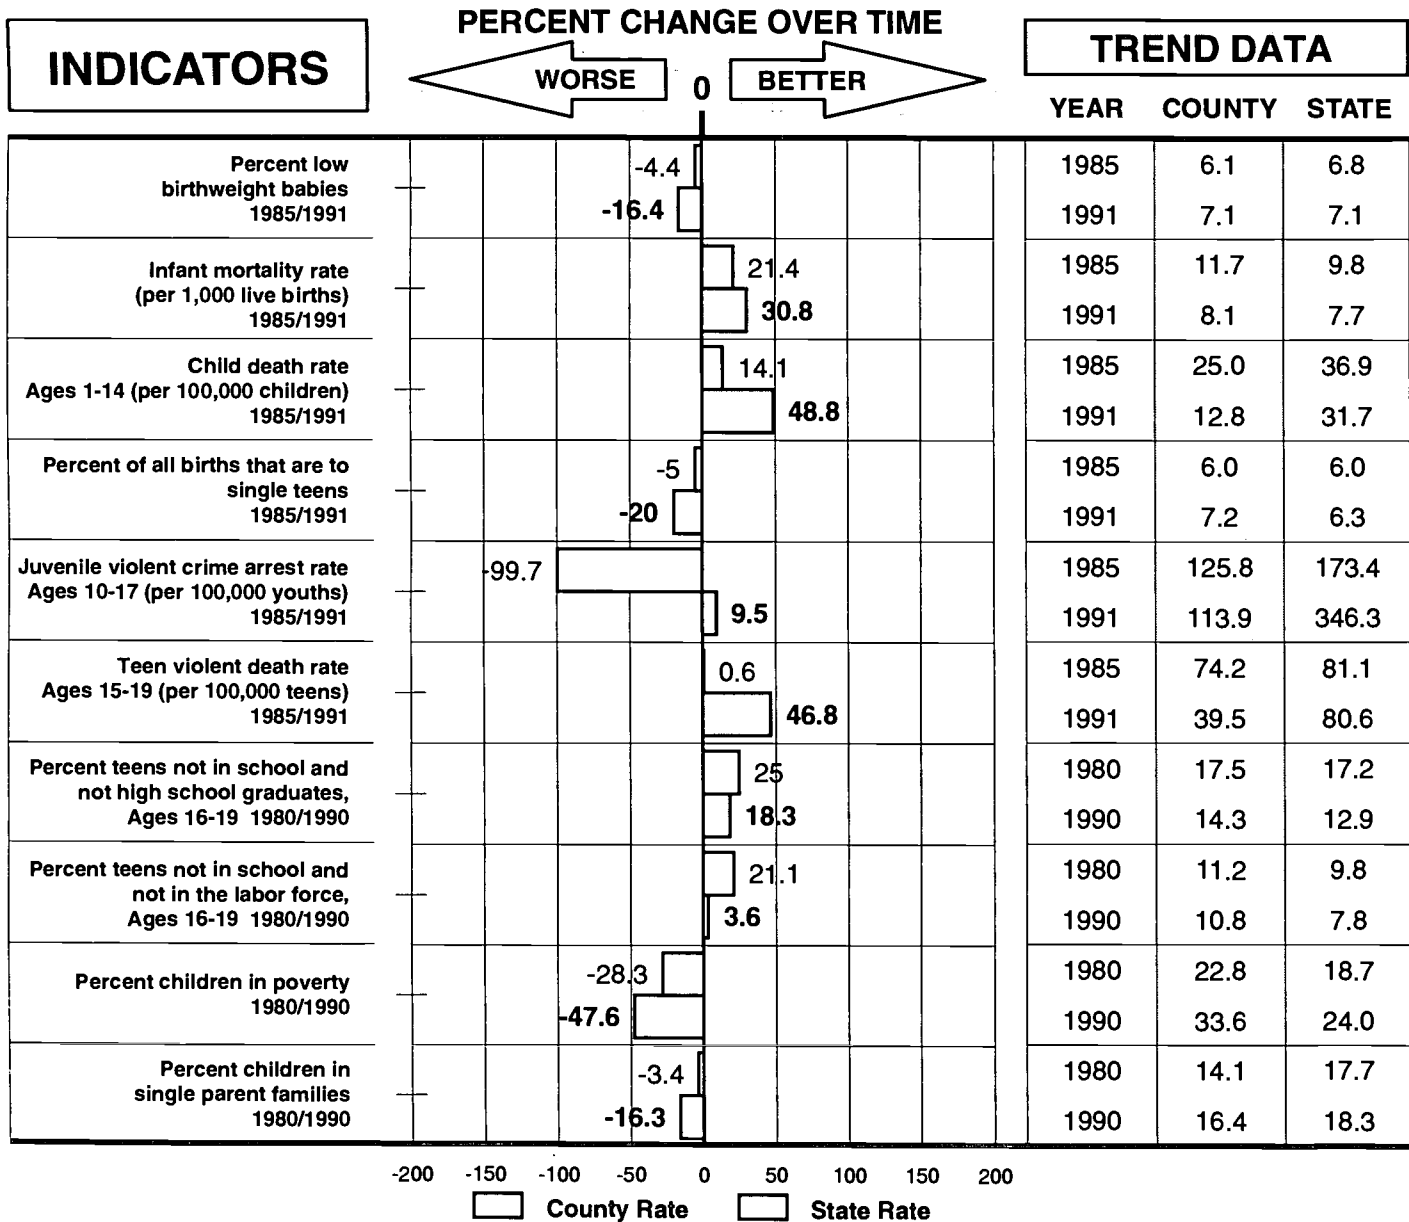 PERCENT CHANGE OVER TIME
INDICATORS
WORSE
0
BETTER
TREND DATA
YEAR COUNTY STATE
Percent low
birthweight babies
1985/1991
-4.4
-16.4
1985 6.1 6.8
1991 7.1 7.1
Infant mortality rate
(per 1,000 live births)
1985/1991
21.4
30.8
1985 11.7 9.8
1991 8.1 7.7
Child death rate
Ages 1-14 (per 100,000 children)
1985/1991
14.1
48.8
1985 25.0 36.9
1991 12.8 31.7
Percent of all births that are to
single teens
1985/1991
-5
-20
1985 6.0 6.0
1991 7.2 6.3
Juvenile violent crime arrest rate
Ages 10-17 (per 100,000 youths)
1985/1991
-99.7
9.5
1985 125.8 173.4
1991 113.9 346.3
Teen violent death rate
Ages 15-19 (per 100,000 teens)
1985/1991
0.6
46.8
1985 74.2 81.1
1991 39.5 80.6
Percent teens not in school and
not high school graduates,
Ages 16-19 1980/1990
25
18.3
1980 17.5 17.2
1990 14.3 12.9
Percent teens not in school and
not in the labor force,
Ages 16-19 1980/1990
21.1
3.6
1980 11.2 9.8
1990 10.8 7.8
Percent children in poverty
1980/1990
-28.3
-47.6
1980 22.8 18.7
1990 33.6 24.0
Percent children in
single parent families
1980/1990
-3.4
-16.3
1980 14.1 17.7
1990 16.4 18.3
-200 -150 -100 -50 0 50 100 150 200
County Rate State Rate